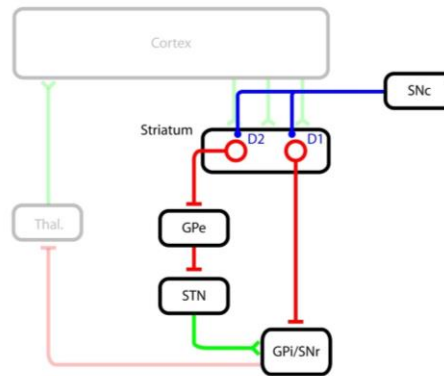 Cortex
SNc
Striatum
D2
D1
Thal.
GPe
STN
GPi/SNr